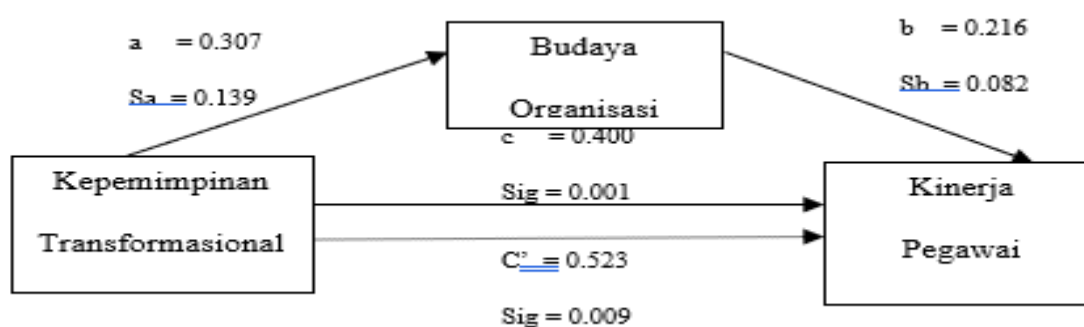 a = 0.307
Sa = 0.139
Budaya
Organisasi
b = 0.216
Sb = 0.082
c = 0.400
Sig = 0.001
Kepemimpinan
Transformasional
C’ = 0.523
Sig = 0.009
Kinerja
Pegawai